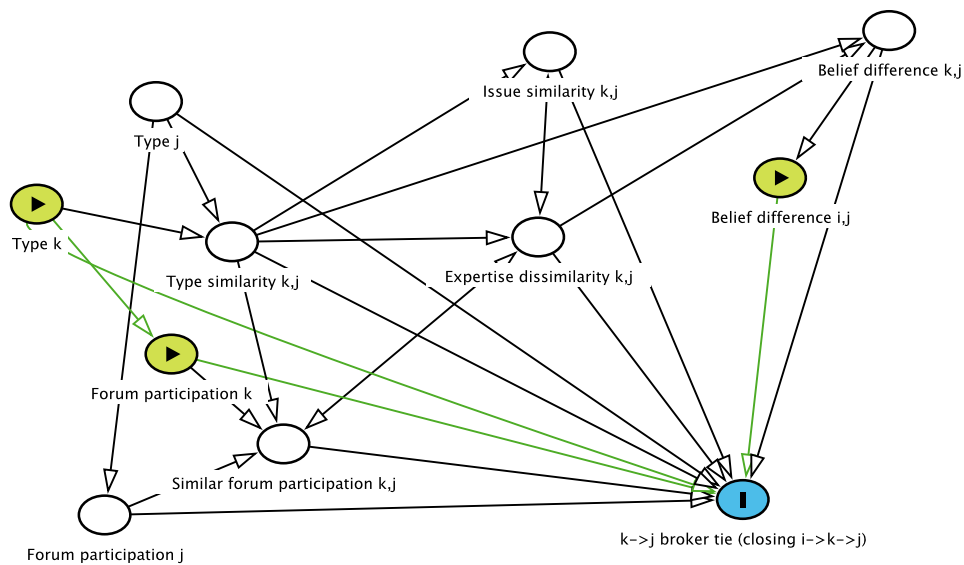 Belief difference k,j
Issue similarity k,j
Type j
Belief difference i,j
Type k
Type similarity k,j
Expertise dissimilarity k,j
Forum participation k
Similar forum participation k,j
k->j broker tie (closing i->k->j)
Forum participation j